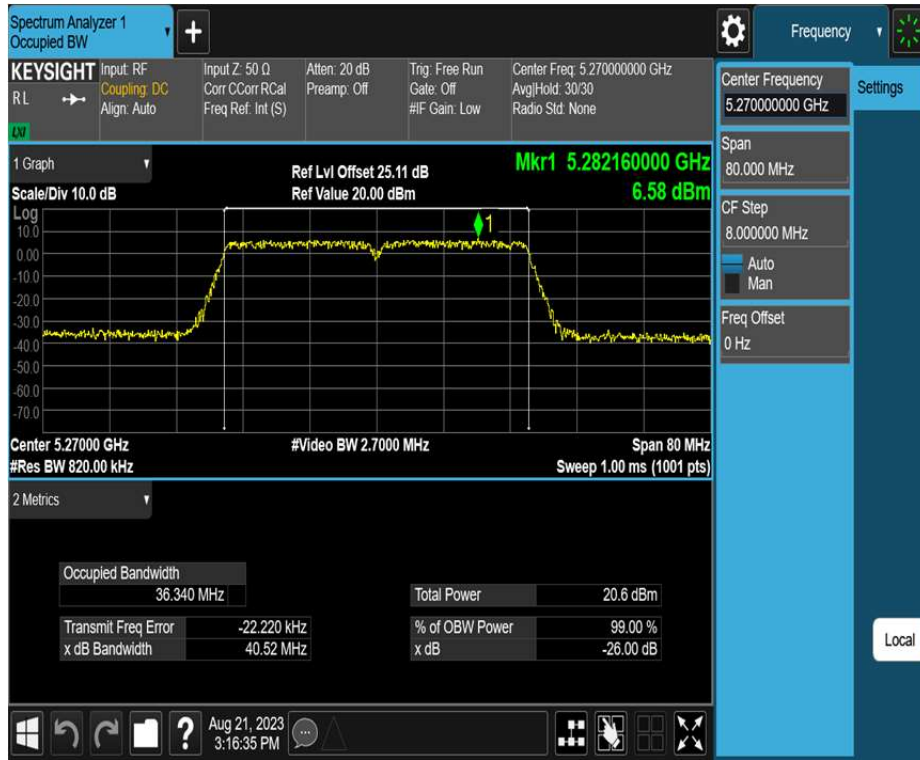 Spectrum Analyzer 1
Occupied BW
+
Frequency
KEYSIGHT
RL
LXI
Input: RF
Coupling: DC
Align: Auto
Input Z: 50 Ω
Corr CCorr RCal
Freq Ref: Int (S)
Atten: 20 dB
Preamp: Off
Trig: Free Run
Gate: Off
#IF Gain: Low
Center Freq: 5.270000000 GHz
Avg|Hold: 30/30
Radio Std: None
Center Frequency
5.270000000 GHz
Settings
Span
80.000 MHz
CF Step
8.000000 MHz
Auto
Man
Freq Offset
0 Hz
Local
1 Graph
Scale/Div 10.0 dB
Ref Lvl Offset 25.11 dB
Ref Value 20.00 dBm
Mkr1 5.282160000 GHz
6.58 dBm
Log
10.0
0.00
-10.0
-20.0
-30.0
-40.0
-50.0
-60.0
-70.0
1
Center 5.27000 GHz
#Video BW 2.7000 MHz
Span 80 MHz
#Res BW 820.00 kHz
Sweep 1.00 ms (1001 pts)
2 Metrics
Occupied Bandwidth
36.340 MHz
Total Power 20.6 dBm
Transmit Freq Error -22.220 kHz
% of OBW Power 99.00 %
x dB Bandwidth 40.52 MHz
x dB -26.00 dB
?
Aug 21, 2023
3:16:35 PM